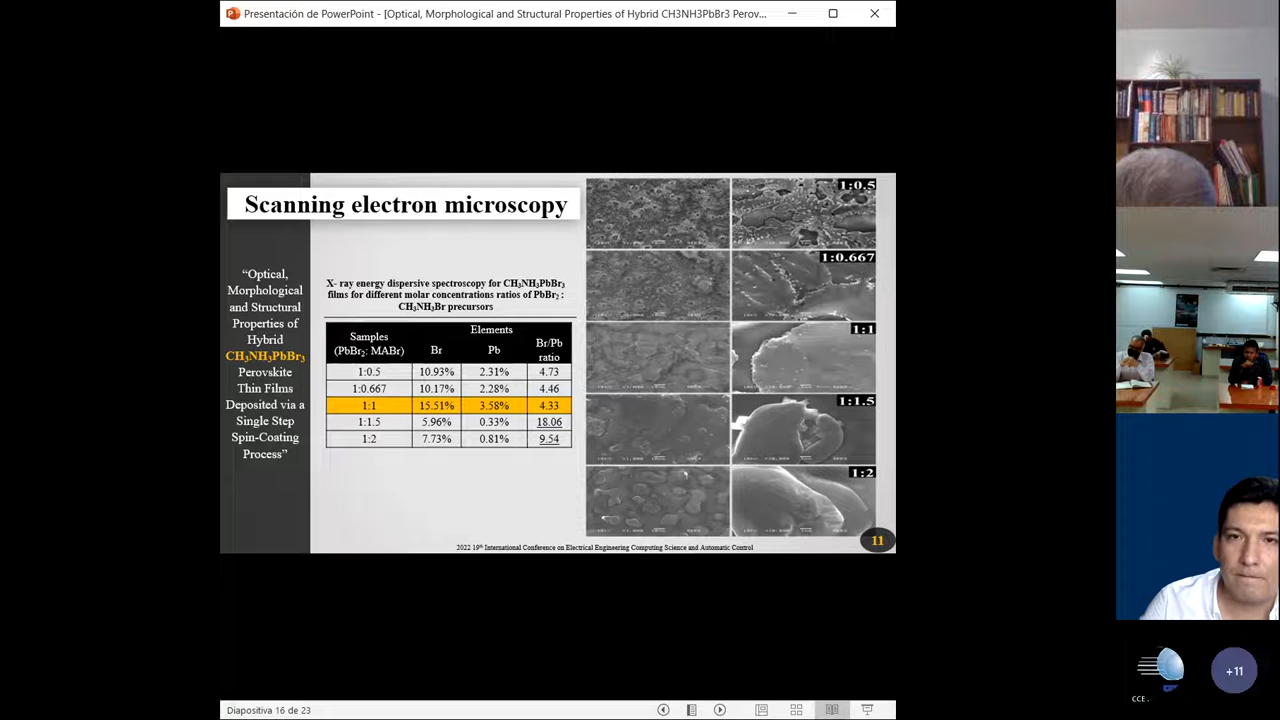 Presentación de PowerPoint - [Optical, Morphological and Structural Properties of Hybrid CH3NH3PbBr3 Perov...
Scanning electron microscopy
“Optical,
Morphological
and Structural
Properties of
Hybrid
CH₃NH₃PbBr₃
Perovskite
Thin Films
Deposited via a
Single Step
Spin-Coating
Process”
X- ray energy dispersive spectroscopy for CH₃NH₃PbBr₃
films for different molar concentrations ratios of PbBr₂ :
CH₃NH₃Br precursors
Samples
(PbBr₂: MABr)
Elements
Br Pb Br/Pb
ratio
1:0.5 10.93% 2.31% 4.73
1:0.667 10.17% 2.28% 4.46
1:1 15.51% 3.58% 4.33
1:1.5 5.96% 0.33% 18.06
1:2 7.73% 0.81% 9.54
1:0.5
1:0.667
1:1
1:1.5
1:2
2022 19th International Conference on Electrical Engineering Computing Science and Automatic Control
11
CCE .
+11
Diapositiva 16 de 23